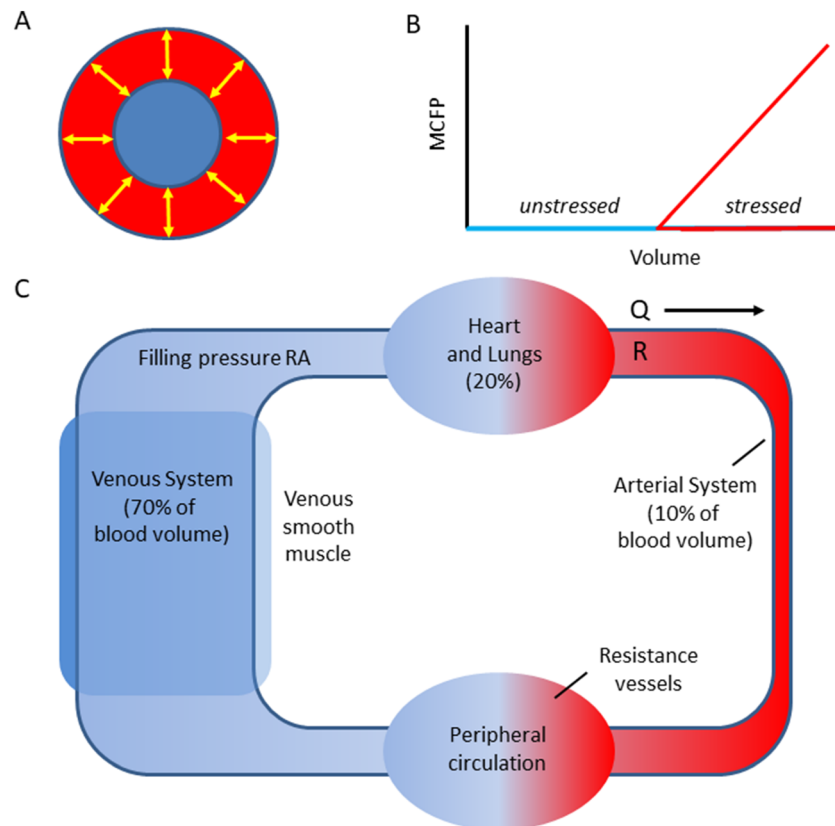 A
B
MCFP
unstressed
stressed
Volume
C
Filling pressure RA
Heart
and Lungs
(20%)
Q
R
Venous System
(70% of
blood volume)
Venous
smooth
muscle
Arterial System
(10% of
blood volume)
Resistance
vessels
Peripheral
circulation